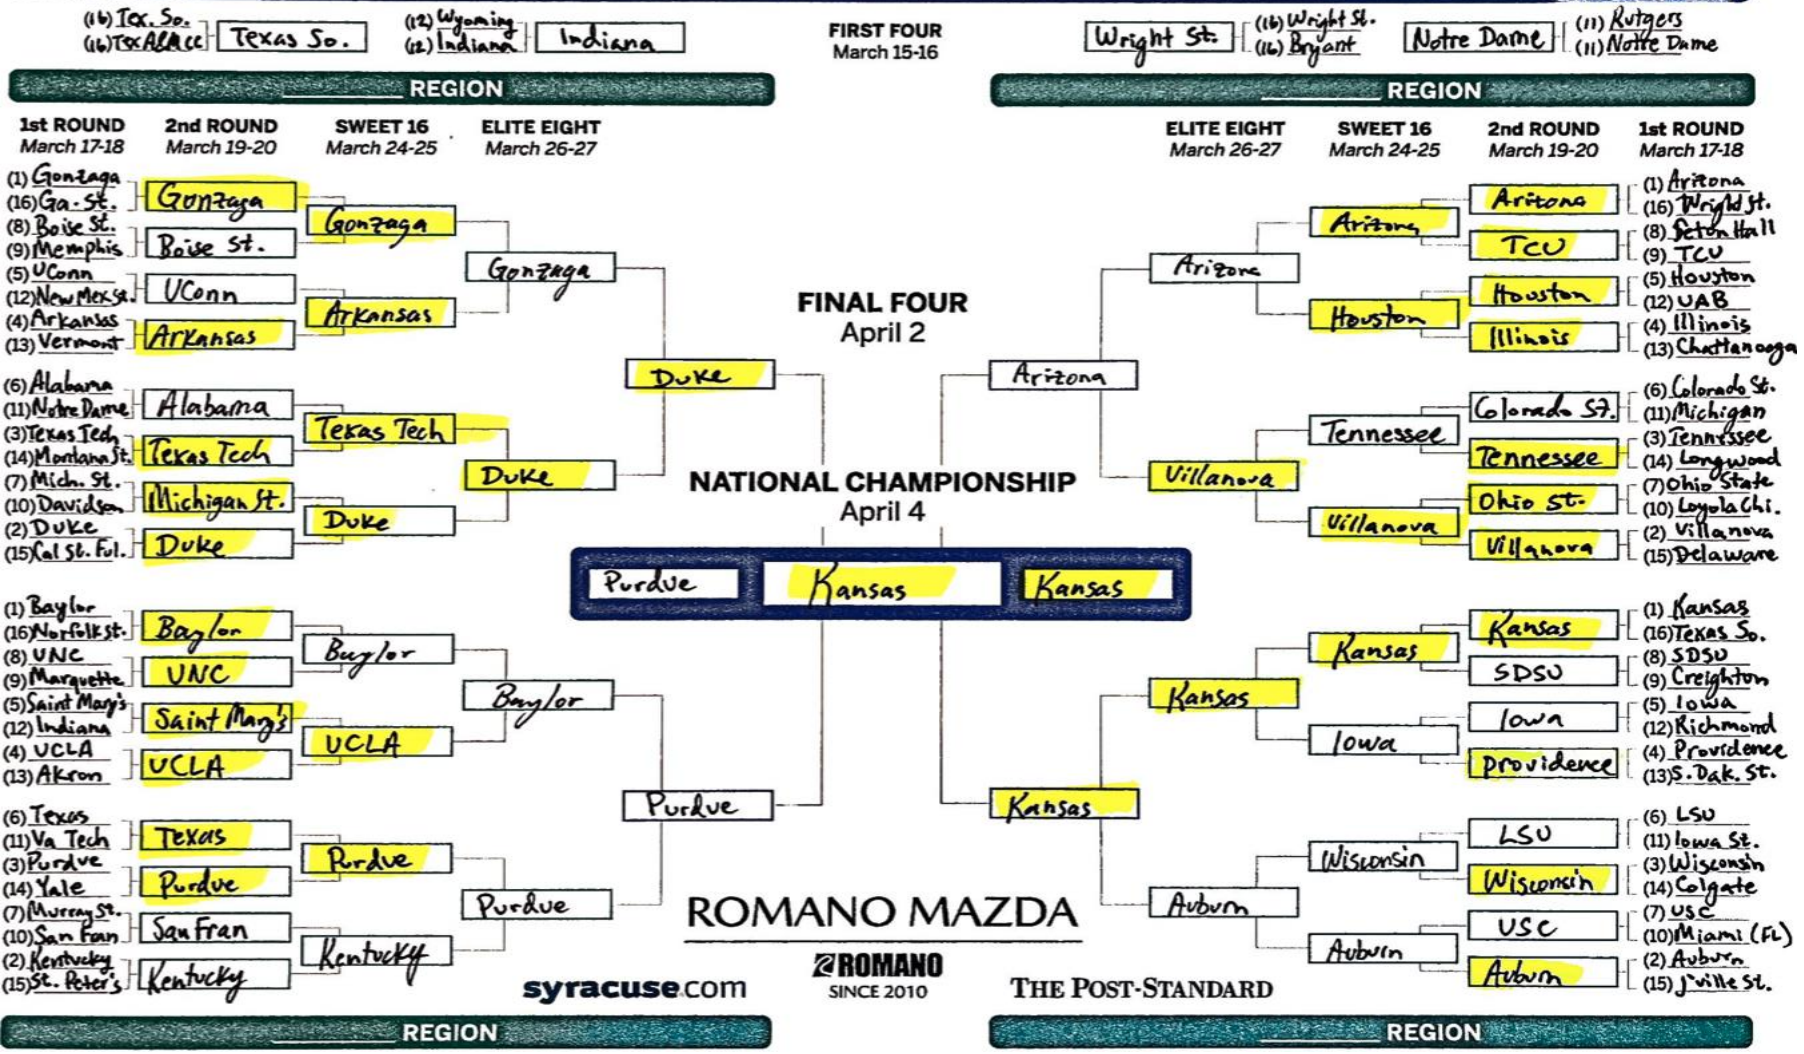 (16) Tex. So.
(16) Tex A&M CC
Texas So.
(12) Wyoming
(12) Indiana
Indiana
FIRST FOUR
March 15-16
Wright St.
(16) Wright St.
(16) Bryant
Notre Dame
(11) Rutgers
(11) Notre Dame
REGION
REGION
1st ROUND
March 17-18
2nd ROUND
March 19-20
SWEET 16
March 24-25
ELITE EIGHT
March 26-27
ELITE EIGHT
March 26-27
SWEET 16
March 24-25
2nd ROUND
March 19-20
1st ROUND
March 17-18
(1) Gonzaga
(16) Ga. St.
(8) Boise St.
(9) Memphis
(5) UConn
(12) New Mex St.
(4) Arkansas
(13) Vermont
(6) Alabama
(11) Notre Dame
(3) Texas Tech
(14) Montana St.
(7) Mich. St.
(10) Davidson
(2) Duke
(15) Cal St. Ful.
Gonzaga
Boise St.
UConn
Arkansas
Alabama
Texas Tech
Michigan St.
Duke
Gonzaga
Arkansas
Texas Tech
Duke
Gonzaga
Duke
Duke
(1) Baylor
(16) Norfolk St.
(8) UNC
(9) Marquette
(5) Saint Mary's
(12) Indiana
(4) UCLA
(13) Akron
(6) Texas
(11) Va Tech
(3) Purdue
(14) Yale
(7) Murray St.
(10) San Fran
(2) Kentucky
(15) St. Peter's
Baylor
UNC
Saint Mary's
UCLA
Texas
Purdue
San Fran
Kentucky
Baylor
UCLA
Purdue
Kentucky
Baylor
Purdue
Purdue
FINAL FOUR
April 2
NATIONAL CHAMPIONSHIP
April 4
Purdue
Kansas
Kansas
Arizona
Arizona
Villanova
Arizona
Houston
Tennessee
Villanova
Arizona
TCU
Houston
Illinois
Colorado St.
Tennessee
Ohio St.
Villanova
(1) Arizona
(16) Wright St.
(8) Seton Hall
(9) TCU
(5) Houston
(12) UAB
(4) Illinois
(13) Chattanooga
(6) Colorado St.
(11) Michigan
(3) Tennessee
(14) Longwood
(7) Ohio State
(10) Loyola Chi.
(2) Villanova
(15) Delaware
Kansas
Kansas
Auburn
Kansas
Iowa
Wisconsin
Auburn
Kansas
SDSU
Iowa
Providence
LSU
Wisconsin
USC
Auburn
(1) Kansas
(16) Texas So.
(8) SDSU
(9) Creighton
(5) Iowa
(12) Richmond
(4) Providence
(13) S. Dak. St.
(6) LSU
(11) Iowa St.
(3) Wisconsin
(14) Colgate
(7) USC
(10) Miami (FL)
(2) Auburn
(15) J'ville St.
ROMANO MAZDA
ROMANO
SINCE 2010
syracuse.com
THE POST-STANDARD
REGION
REGION